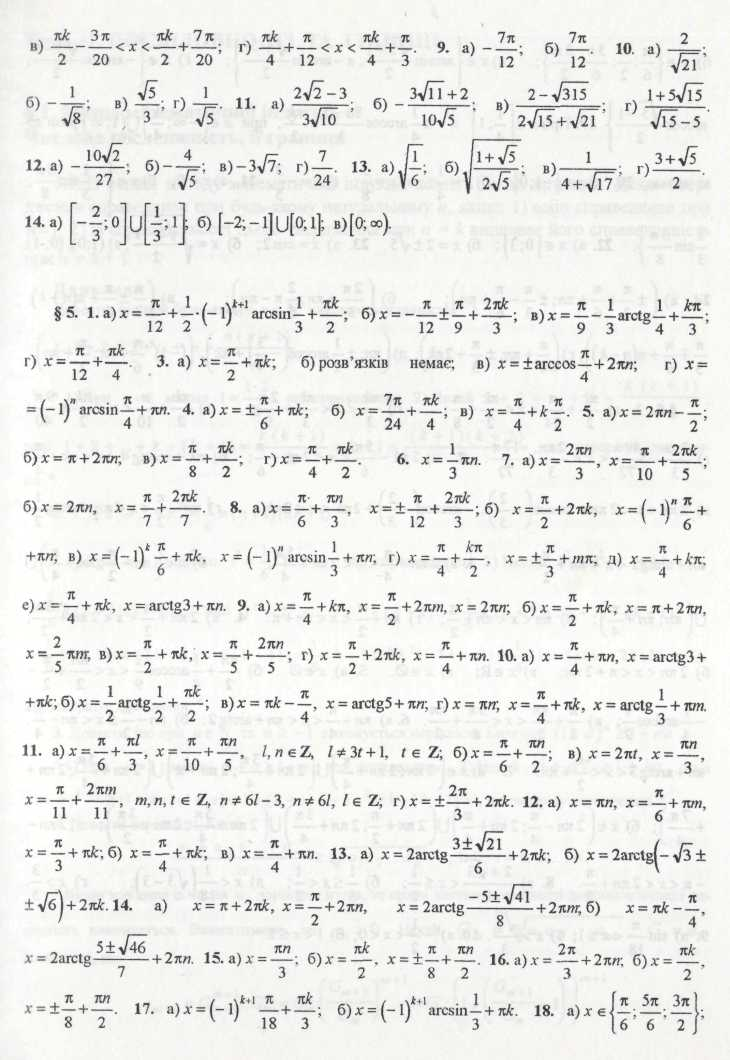 в) πk/2 − 3π/20 < x < πk/2 + 7π/20; г) πk/4 + π/12 < x < πk/4 + π/3. 9. а) −7π/12; б) 7π/12. 10. а) 2/√21;
б) −1/√8; в) √5/3; г) 1/√5. 11. а) (2√2 −3)/(3√10); б) −(3√11 + 2)/(10√5); в) (2 − √315)/(2√15 + √21); г) (1 + 5√15)/(√15 − 5).
12. а) −10√2/27; б) −4/√5; в) −3√7; г) 7/24. 13. а) √(1/6); б) √((1+√5)/(2√5)); в) 1/(4+√17); г) (3+√5)/2.
14. а) [−2/3; 0] ∪ [1/3; 1]; б) [−2; −1] ∪ [0; 1]; в) [0; ∞).
§ 5. 1. а) x = π/12 + 1/2 · (−1)^(k+1) arcsin 1/3 + πk/2; б) x = −π/12 ± π/9 + 2πk/3; в) x = π/9 − 1/3 arctg 1/4 + kπ/3;
г) x = π/12 + πk/4. 3. а) x = π/2 + πk; б) розв’язків немає; в) x = ±arccos π/4 + 2πn; г) x =
= (−1)^n arcsin π/4 + πn. 4. а) x = ±π/6 + πk; б) x = 7π/24 + πk/4; в) x = π/4 + k π/2. 5. а) x = 2πn − π/2;
б) x = π + 2πn; в) x = π/8 + πk/2; г) x = π/4 + πk/2. 6. x = 1/3 πn. 7. а) x = 2πn/3, x = π/10 + 2πk/5;
б) x = 2πn, x = π/7 + 2πk/7. 8. а) x = π/6 + πn/3, x = ±π/12 + 2πk/3; б) x = π/2 + 2πk, x = (−1)^n π/6 +
+πn; в) x = (−1)^k π/6 + πk, x = (−1)^n arcsin 1/3 + πn; г) x = π/4 + kπ/2, x = ±π/3 + mπ; д) x = π/4 + kπ;
е) x = π/4 + πk, x = arctg3 + πn. 9. а) x = π/4 + kπ, x = π/2 + 2πm, x = 2πn; б) x = π/2 + πk, x = π + 2πn,
x = 2/5 πm; в) x = π/2 + πk, x = π/5 + 2πn/5; г) x = π/2 + 2πk, x = π/4 + πn. 10. а) x = π/4 + πn, x = arctg3 +
+πk; б) x = 1/2 arctg 1/2 + πk/2; в) x = πk − π/4, x = arctg5 + πn; г) x = πn; x = π/4 + πk, x = arctg 1/3 + πm.
11. а) x = π/6 + πl/3, x = π/10 + πn/5, l, n ∈ Z, l ≠ 3t + 1, t ∈ Z; б) x = π/6 + πn/2; в) x = 2πt, x = πn/3,
x = π/11 + 2πm/11, m, n, t ∈ Z, n ≠ 6l − 3, n ≠ 6l, l ∈ Z; г) x = ±2π/3 + 2πk. 12. а) x = πn, x = π/6 + πm,
x = π/3 + πk; б) x = π/4 + πk; в) x = π/4 + πn. 13. а) x = 2arctg (3±√21)/6 + 2πk; б) x = 2arctg(−√3 ±
±√6) + 2πk. 14. а) x = π + 2πk, x = π/2 + 2πn, x = 2arctg (−5±√41)/8 + 2πm; б) x = πk − π/4,
x = 2arctg (5±√46)/7 + 2πn. 15. а) x = πn/3; б) x = πk/2, x = ±π/8 + πn/2. 16. а) x = 2π/3 + 2πn; б) x = πk/2,
x = ±π/8 + πn/2. 17. а) x = (−1)^(k+1) π/18 + πk/3; б) x = (−1)^(k+1) arcsin 1/3 + πk. 18. а) x ∈ {π/6; 5π/6; 3π/2};